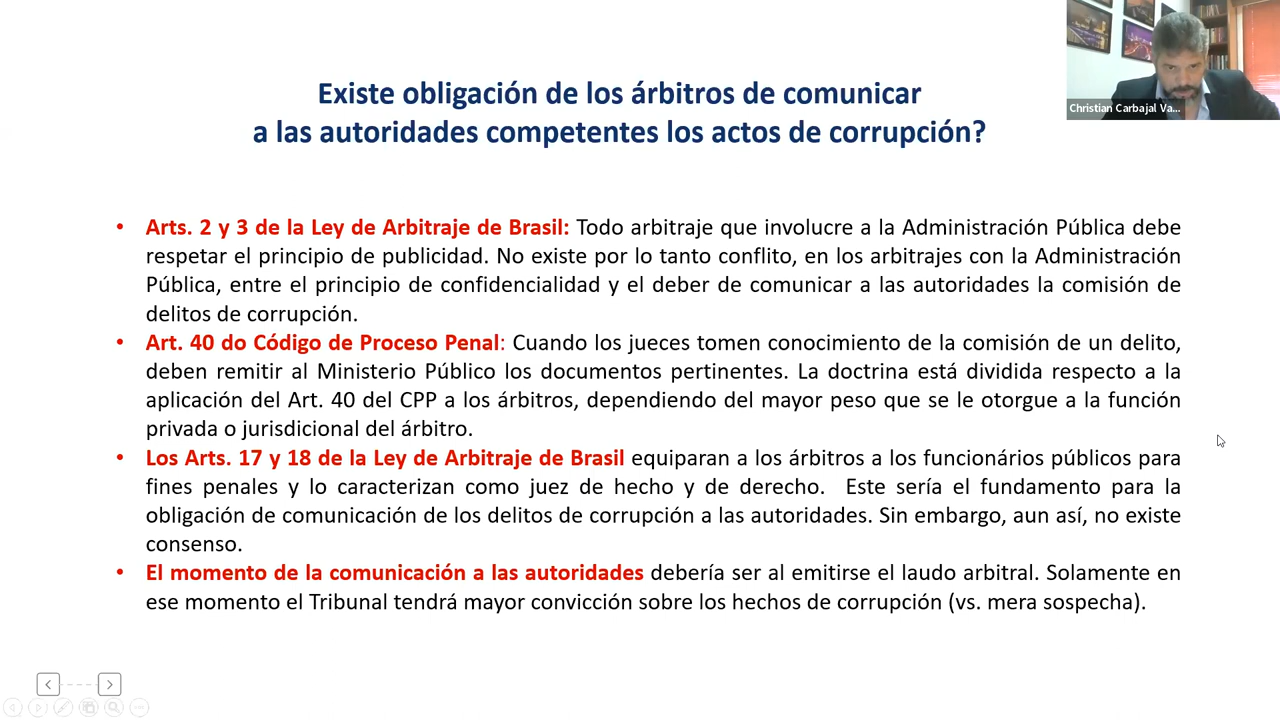 Existe obligación de los árbitros de comunicar
a las autoridades competentes los actos de corrupción?
Christian Carbajal Va...
• Arts. 2 y 3 de la Ley de Arbitraje de Brasil: Todo arbitraje que involucre a la Administración Pública debe
respetar el principio de publicidad. No existe por lo tanto conflito, en los arbitrajes con la Administración
Pública, entre el principio de confidencialidad y el deber de comunicar a las autoridades la comisión de
delitos de corrupción.
• Art. 40 do Código de Proceso Penal: Cuando los jueces tomen conocimiento de la comisión de un delito,
deben remitir al Ministerio Público los documentos pertinentes. La doctrina está dividida respecto a la
aplicación del Art. 40 del CPP a los árbitros, dependiendo del mayor peso que se le otorgue a la función
privada o jurisdicional del árbitro.
• Los Arts. 17 y 18 de la Ley de Arbitraje de Brasil equiparan a los árbitros a los funcionários públicos para
fines penales y lo caracterizan como juez de hecho y de derecho. Este sería el fundamento para la
obligación de comunicación de los delitos de corrupción a las autoridades. Sin embargo, aun así, no existe
consenso.
• El momento de la comunicación a las autoridades debería ser al emitirse el laudo arbitral. Solamente en
ese momento el Tribunal tendrá mayor convicción sobre los hechos de corrupción (vs. mera sospecha).